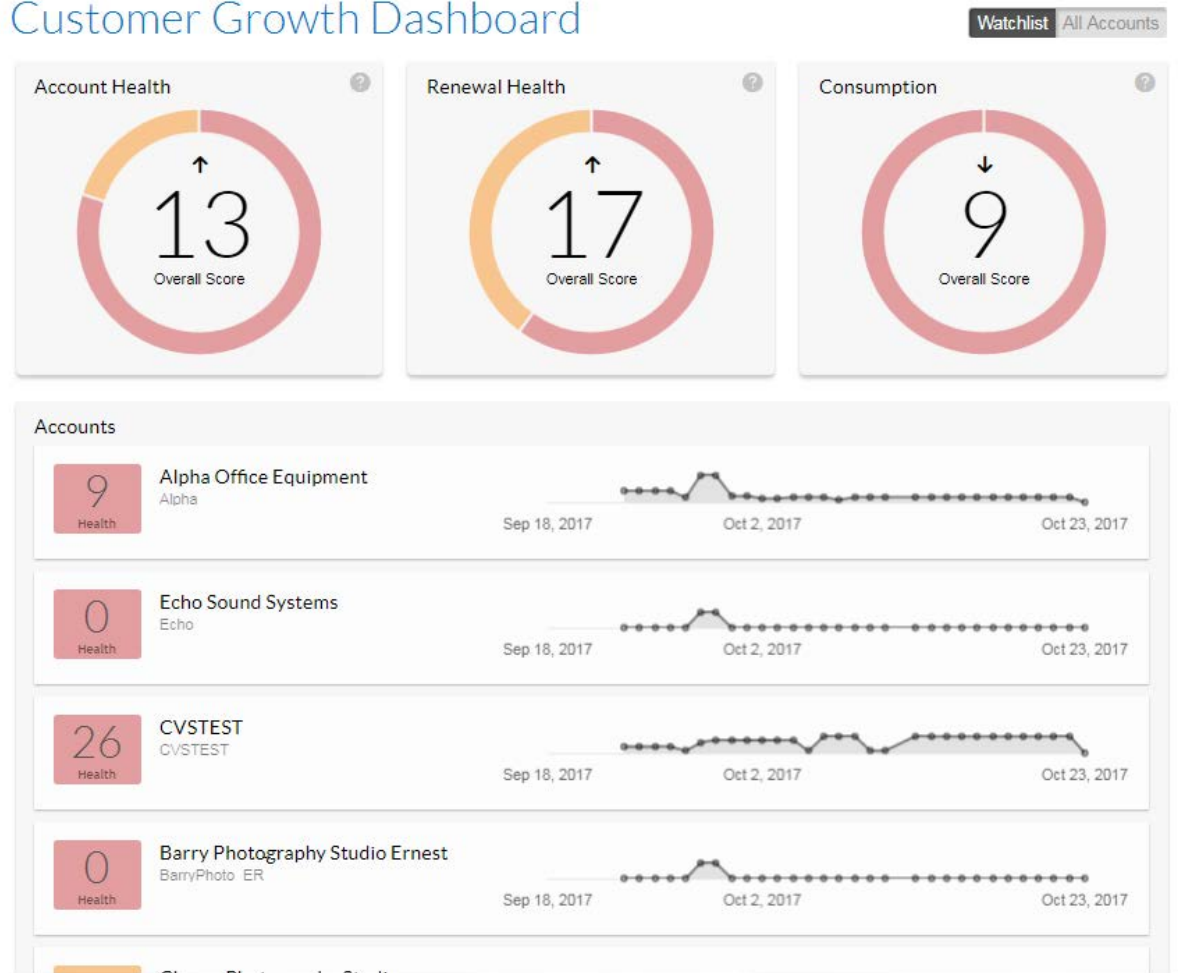 Customer Growth Dashboard
Watchlist All Accounts
Account Health ?
13
Overall Score
Renewal Health ?
17
Overall Score
Consumption ?
9
Overall Score
Accounts
9
Health
Alpha Office Equipment
Alpha
Sep 18, 2017 Oct 2, 2017 Oct 23, 2017
0
Health
Echo Sound Systems
Echo
Sep 18, 2017 Oct 2, 2017 Oct 23, 2017
26
Health
CVSTEST
CVSTEST
Sep 18, 2017 Oct 2, 2017 Oct 23, 2017
0
Health
Barry Photography Studio Ernest
BarryPhoto ER
Sep 18, 2017 Oct 2, 2017 Oct 23, 2017